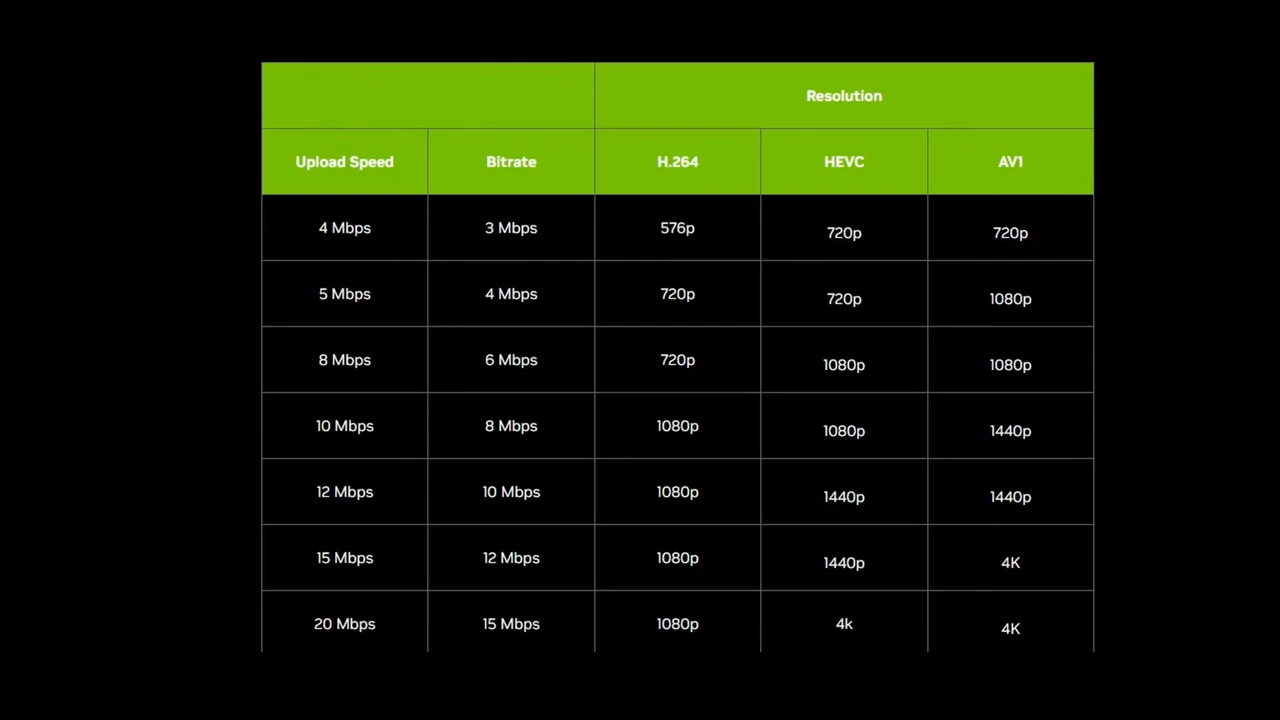 Resolution
Upload Speed Bitrate H.264 HEVC AV1
4 Mbps 3 Mbps 576p 720p 720p
5 Mbps 4 Mbps 720p 720p 1080p
8 Mbps 6 Mbps 720p 1080p 1080p
10 Mbps 8 Mbps 1080p 1080p 1440p
12 Mbps 10 Mbps 1080p 1440p 1440p
15 Mbps 12 Mbps 1080p 1440p 4K
20 Mbps 15 Mbps 1080p 4k 4K